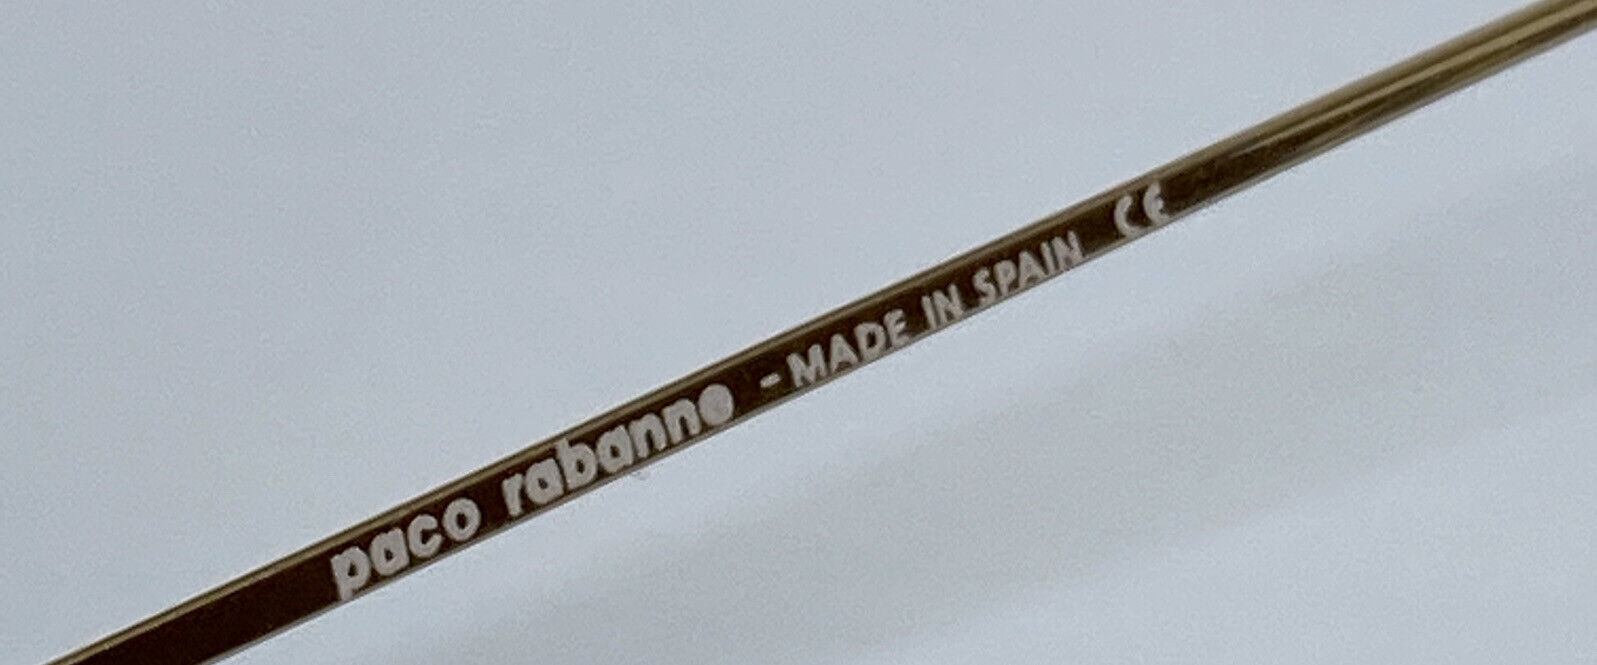 paco rabanne - MADE IN SPAIN CE